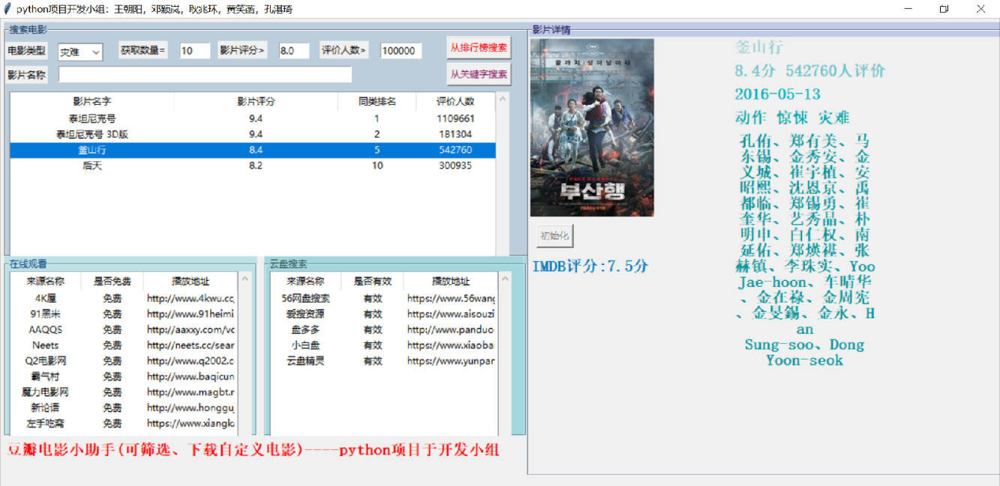 python项目开发小组：王朝阳，邓颖岚，耿兆环，黄笑函，孔湛琦
搜索电影
电影类型 灾难 获取数量= 10 影片评分> 8.0 评价人数> 100000 从排行榜搜索
影片名称 从关键字搜索
影片名字 影片评分 同类排名 评价人数
泰坦尼克号 9.4 1 1109661
泰坦尼克号 3D版 9.4 2 181304
釜山行 8.4 5 542760
后天 8.2 10 300935
在线观看
来源名称 是否免费 播放地址
4K屋 免费 http://www.4kwu.cc
91黑米 免费 http://www.91heimi
AAQQS 免费 http://aaxxy.com/vc
Neets 免费 http://neets.cc/sear
Q2电影网 免费 http://www.q2002.c
霸气村 免费 http://www.baqicun
魔力电影网 免费 http://www.magbt.r
新论语 免费 http://www.honggu
左手吃斋 免费 https://www.xiangk
云盘搜索
来源名称 是否有效 播放地址
56网盘搜索 有效 https://www.56wang
爱搜资源 有效 https://www.aisouzi
盘多多 有效 https://www.panduo
小白盘 有效 https://www.xiaobai
云盘精灵 有效 https://www.yunpar
豆瓣电影小助手(可筛选、下载自定义电影)----python项目于开发小组
影片详情
끝까지 살아남아라!
부산행
初始化
IMDB评分:7.5分
釜山行
8.4分 542760人评价
2016-05-13
动作 惊悚 灾难
孔侑、郑有美、马
东锡、金秀安、金
义城、崔宇植、安
昭熙、沈恩京、禹
都临、郑锡勇、崔
奎华、艺秀晶、朴
明申、白仁权、南
延佑、郑焕禥、张
赫镇、李珠实、Yoo
Jae-hoon、车晴华
、金在禄、金周宪
、金旻錫、金永、H
an
Sung-soo、Dong
Yoon-seok